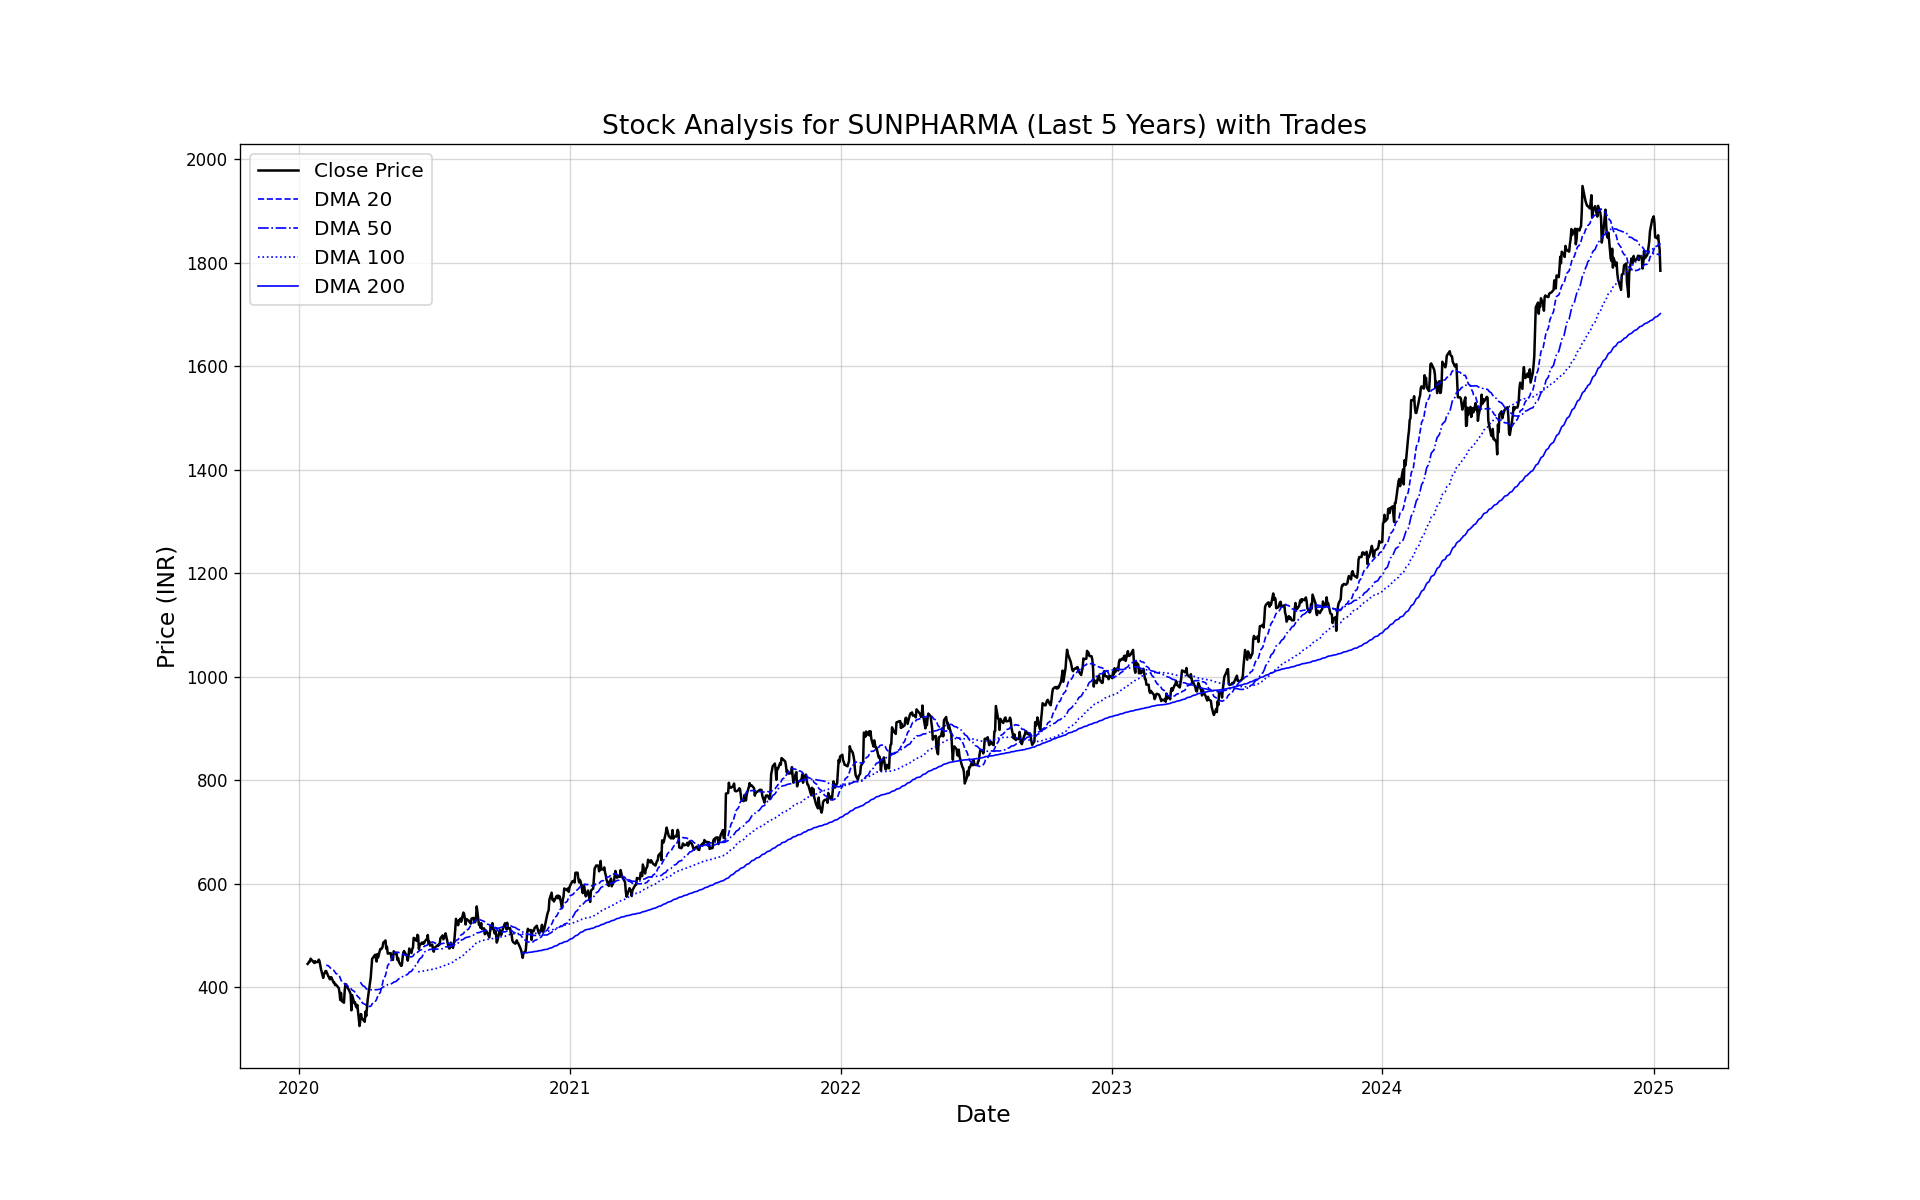 Stock Analysis for SUNPHARMA (Last 5 Years) with Trades
Close Price
DMA 20
DMA 50
DMA 100
DMA 200
2000
1800
1600
1400
1200
1000
800
600
400
Price (INR)
2020 2021 2022 2023 2024 2025
Date